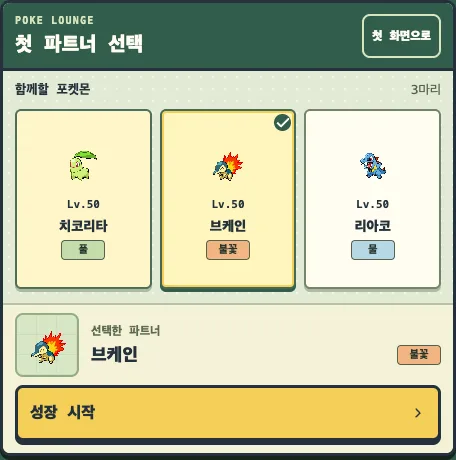 POKE LOUNGE
첫 파트너 선택
첫 화면으로
함께할 포켓몬
3마리
Lv.50
치코리타
풀
Lv.50
브케인
불꽃
Lv.50
리아코
물
선택한 파트너
브케인
불꽃
성장 시작